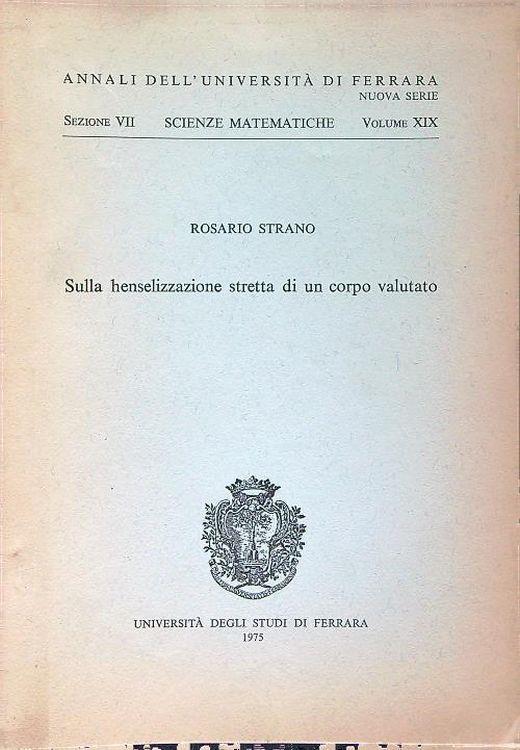 ANNALI DELL'UNIVERSITÀ DI FERRARA
NUOVA SERIE
SEZIONE VII SCIENZE MATEMATICHE VOLUME XIX
ROSARIO STRANO
Sulla henselizzazione stretta di un corpo valutato
UNIVERSITÀ DEGLI STUDI DI FERRARA
1975